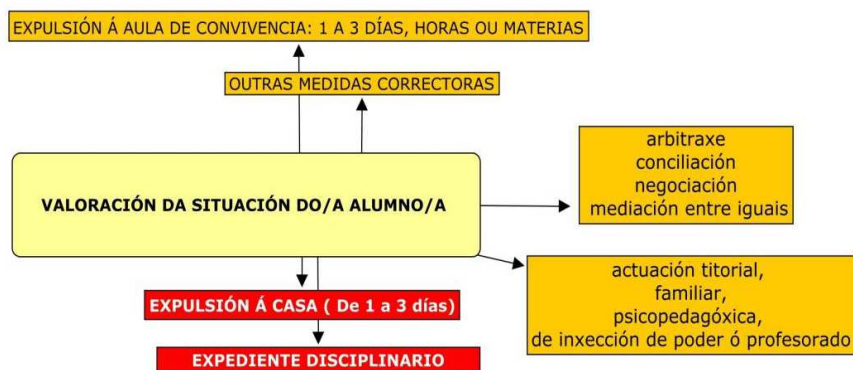 EXPULSIÓN Á AULA DE CONVIVENCIA: 1 A 3 DÍAS, HORAS OU MATERIAS
OUTRAS MEDIDAS CORRECTORAS
arbitraxe
conciliación
negociación
mediación entre iguais
VALORACIÓN DA SITUACIÓN DO/A ALUMNO/A
actuación titorial,
familiar,
psicopedagóxica,
de inxección de poder ó profesorado
EXPULSIÓN Á CASA ( De 1 a 3 días)
EXPEDIENTE DISCIPLINARIO